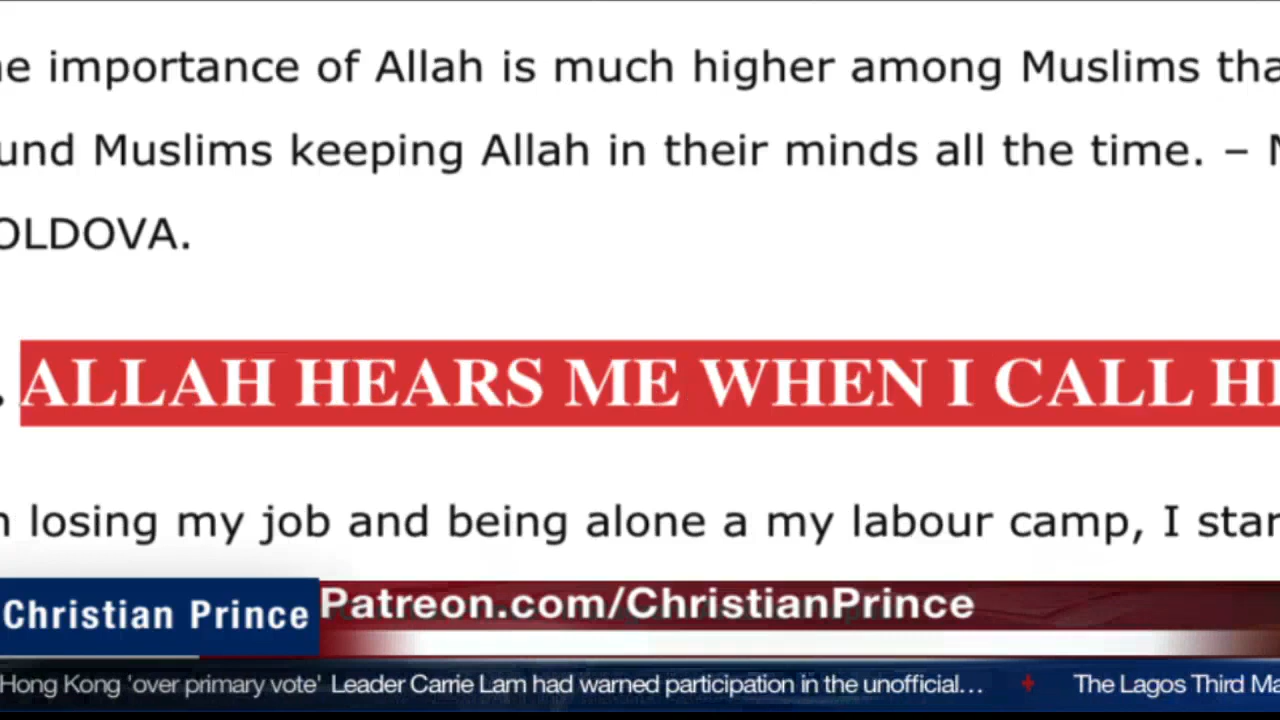 he importance of Allah is much higher among Muslims tha
und Muslims keeping Allah in their minds all the time. –
OLDOVA.
. ALLAH HEARS ME WHEN I CALL HI
n losing my job and being alone a my labour camp, I star
Christian Prince
Patreon.com/ChristianPrince
Hong Kong 'over primary vote' Leader Carrie Lam had warned participation in the unofficial... The Lagos Third Ma